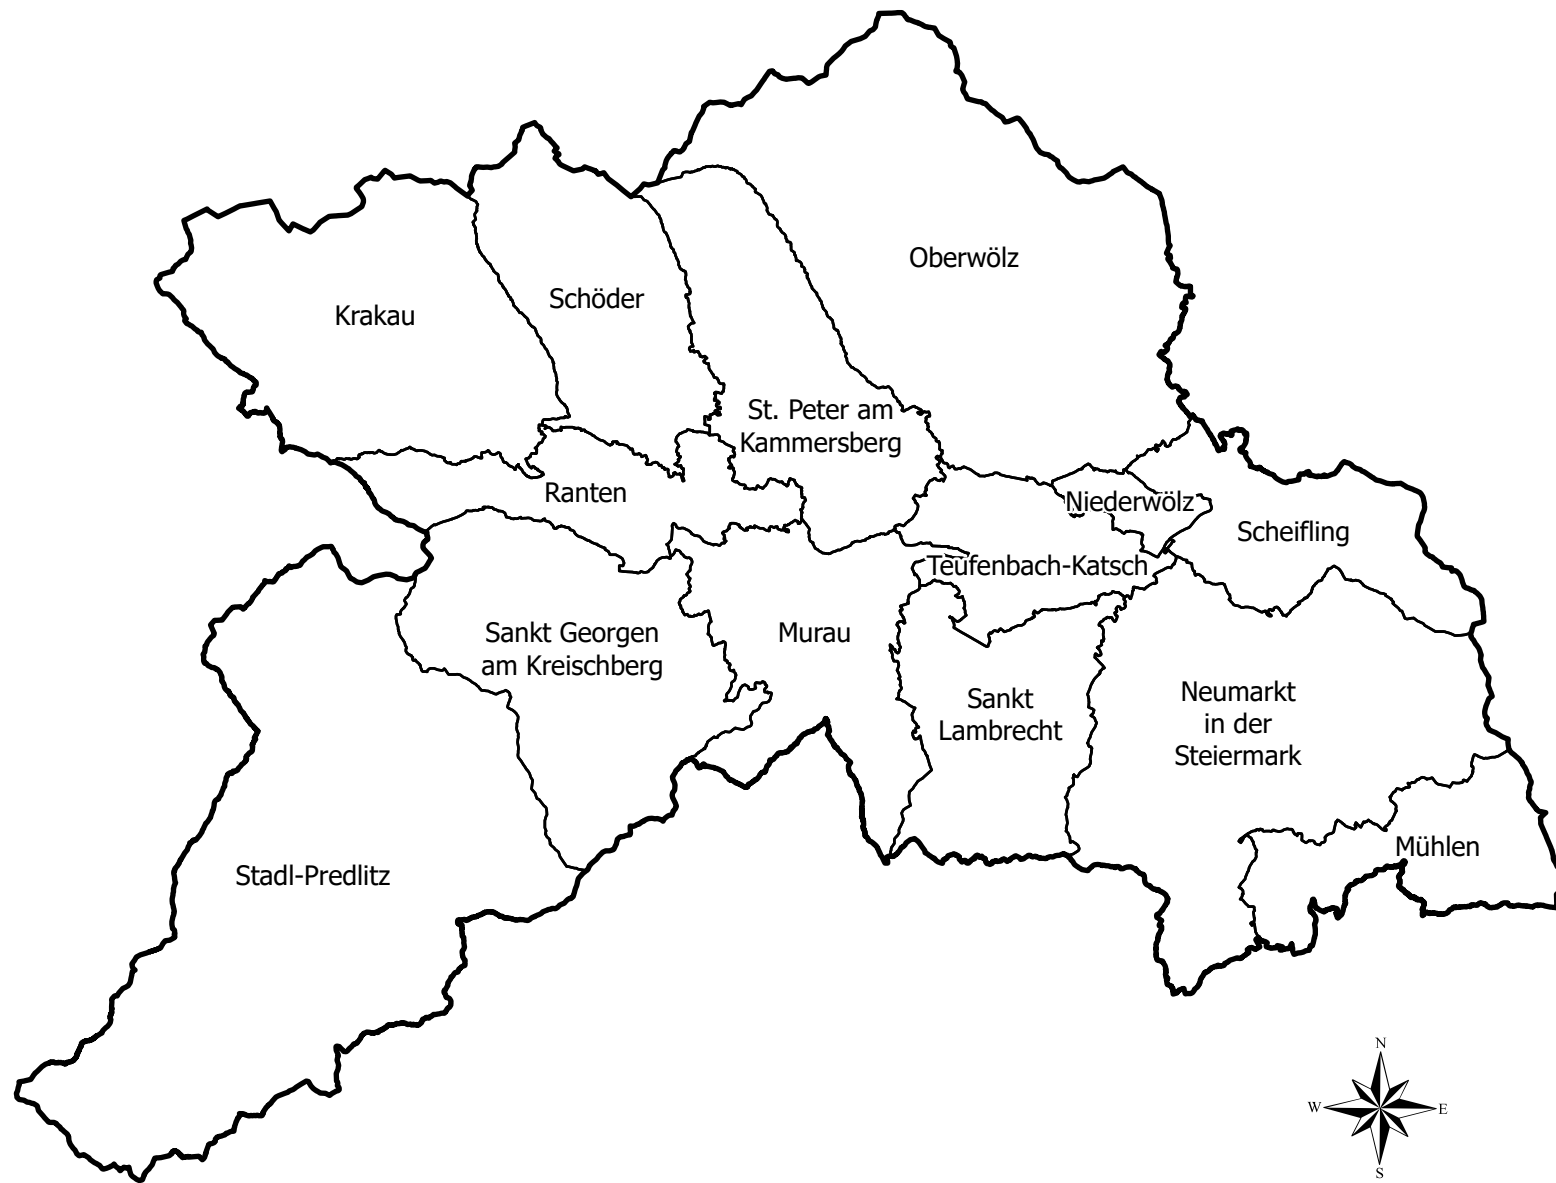 Oberwölz
Schöder
Krakau
St. Peter am
Kammersberg
Ranten
Niederwölz
Scheifling
Teufenbach-Katsch
Sankt Georgen
am Kreischberg
Murau
Sankt
Lambrecht
Neumarkt
in der
Steiermark
Mühlen
Stadl-Predlitz
N
W
E
S